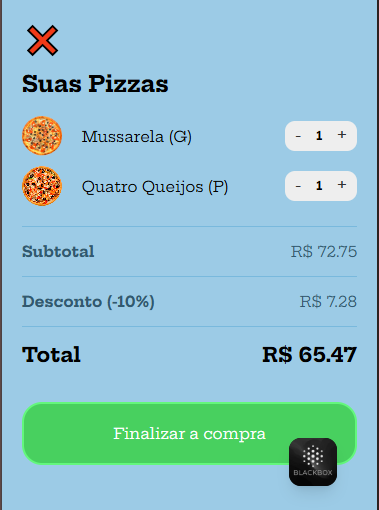 Suas Pizzas
Mussarela (G) - 1 +
Quatro Queijos (P) - 1 +
Subtotal R$ 72.75
Desconto (-10%) R$ 7.28
Total R$ 65.47
Finalizar a compra
BLACKBOX